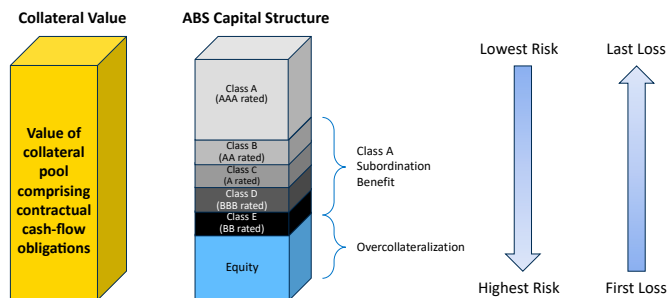 Collateral Value
ABS Capital Structure
Value of
collateral
pool
comprising
contractual
cash-flow
obligations
Class A
(AAA rated)
Class B
(AA rated)
Class C
(A rated)
Class D
(BBB rated)
Class E
(BB rated)
Equity
Class A
Subordination
Benefit
Overcollateralization
Lowest Risk
Highest Risk
Last Loss
First Loss